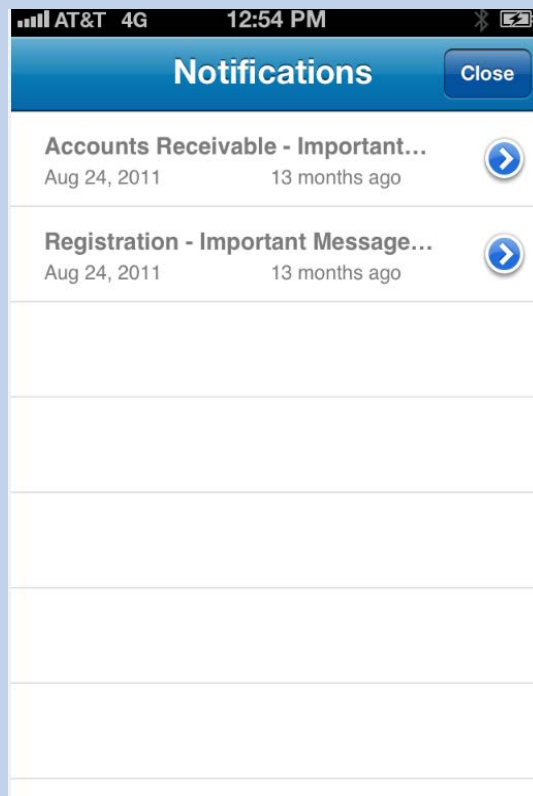 AT&T 4G 12:54 PM
Notifications Close
Accounts Receivable - Important...
Aug 24, 2011 13 months ago
Registration - Important Message...
Aug 24, 2011 13 months ago